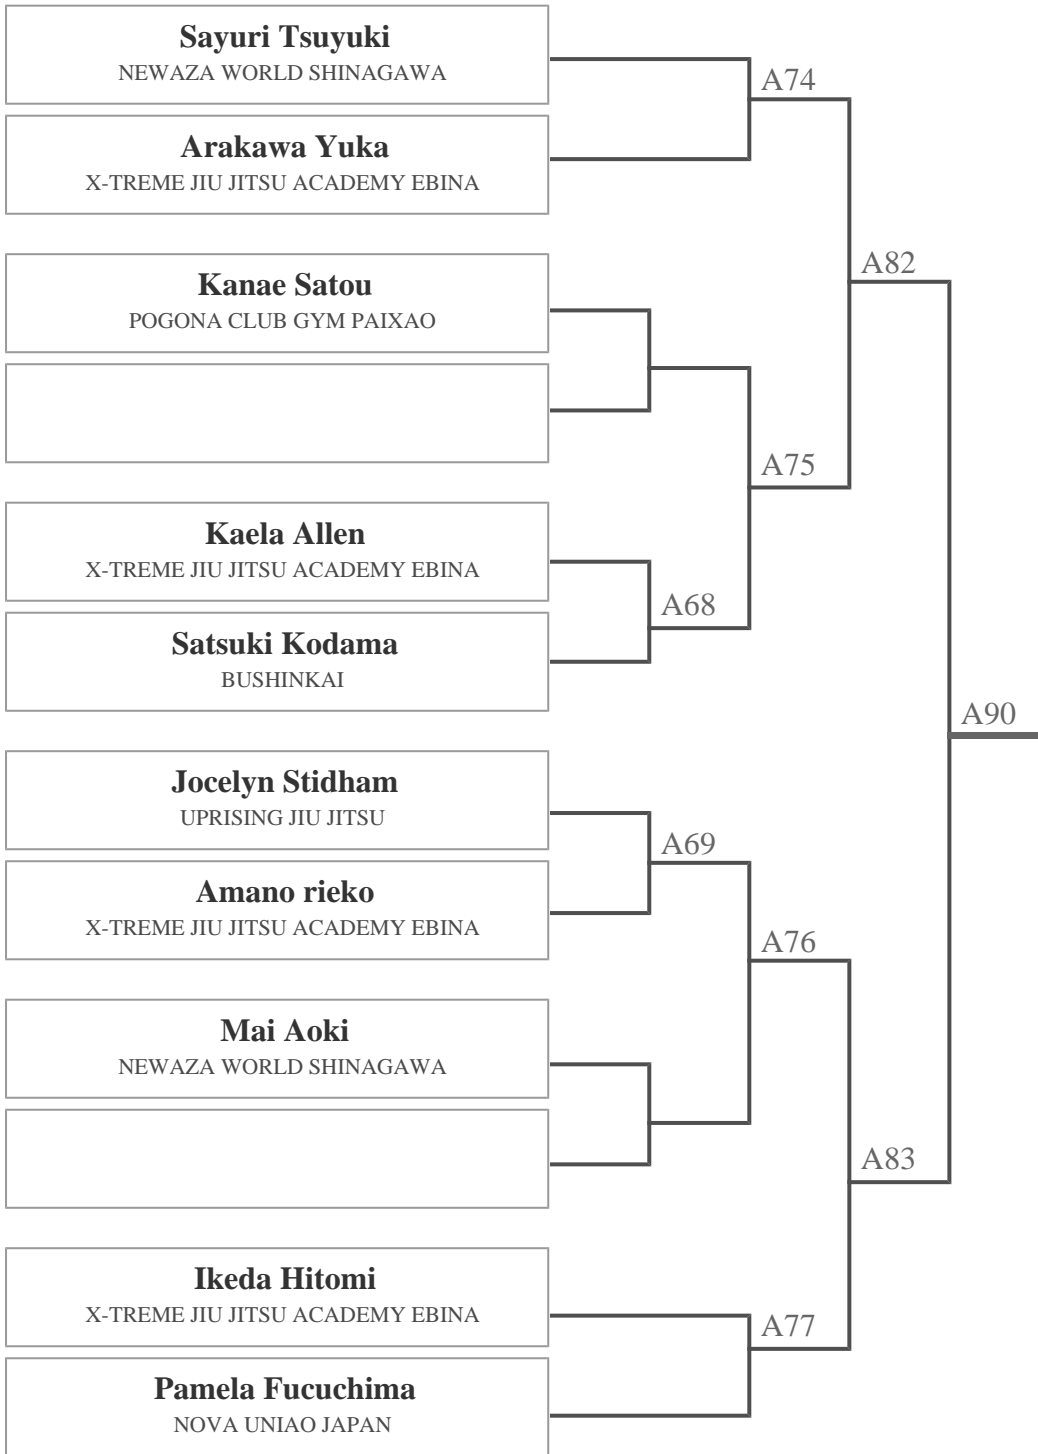 Sayuri Tsuyuki
NEWAZA WORLD SHINAGAWA
A74
Arakawa Yuka
X-TREME JIU JITSU ACADEMY EBINA
A82
Kanae Satou
POGONA CLUB GYM PAIXAO
A75
Kaela Allen
X-TREME JIU JITSU ACADEMY EBINA
A68
Satsuki Kodama
BUSHINKAI
A90
Jocelyn Stidham
UPRISING JIU JITSU
A69
Amano rieko
X-TREME JIU JITSU ACADEMY EBINA
A76
Mai Aoki
NEWAZA WORLD SHINAGAWA
A83
Ikeda Hitomi
X-TREME JIU JITSU ACADEMY EBINA
A77
Pamela Fucuchima
NOVA UNIAO JAPAN